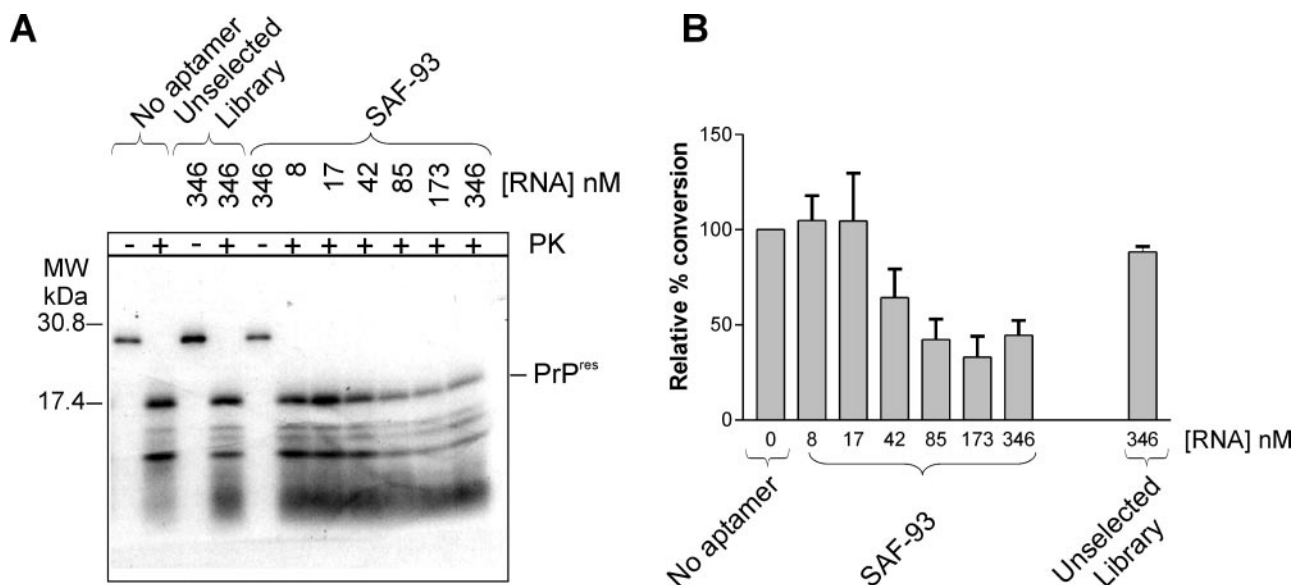 A
No aptamer
Unselected
Library
SAF-93
346 346 346 8 17 42 85 173 346 [RNA] nM
- + - + - + + + + + + PK
MW
kDa
30.8
PrPres
17.4
B
150
100
50
0
Relative % conversion
0 8 17 42 85 173 346 346 [RNA] nM
No aptamer
SAF-93
Unselected
Library